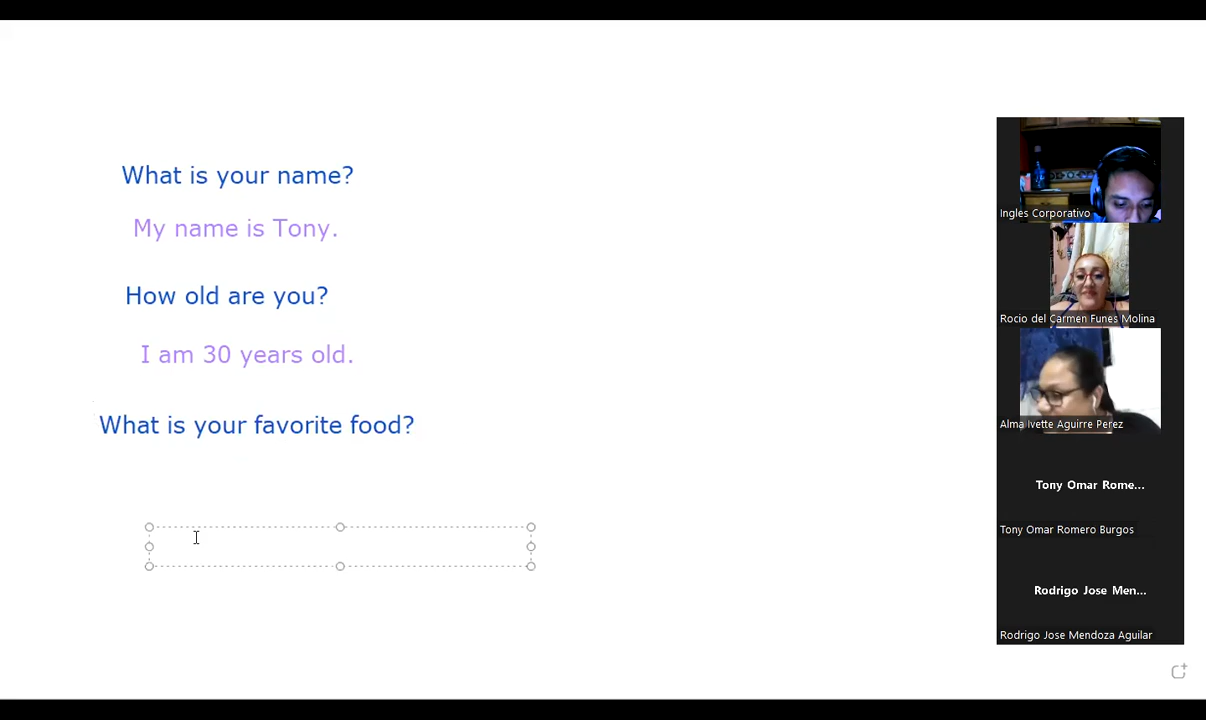 What is your name?
My name is Tony.
How old are you?
I am 30 years old.
What is your favorite food?
Ingles Corporativo
Rocio del Carmen Funes Molina
Alma Ivette Aguirre Perez
Tony Omar Rome...
Tony Omar Romero Burgos
Rodrigo Jose Men...
Rodrigo Jose Mendoza Aguilar